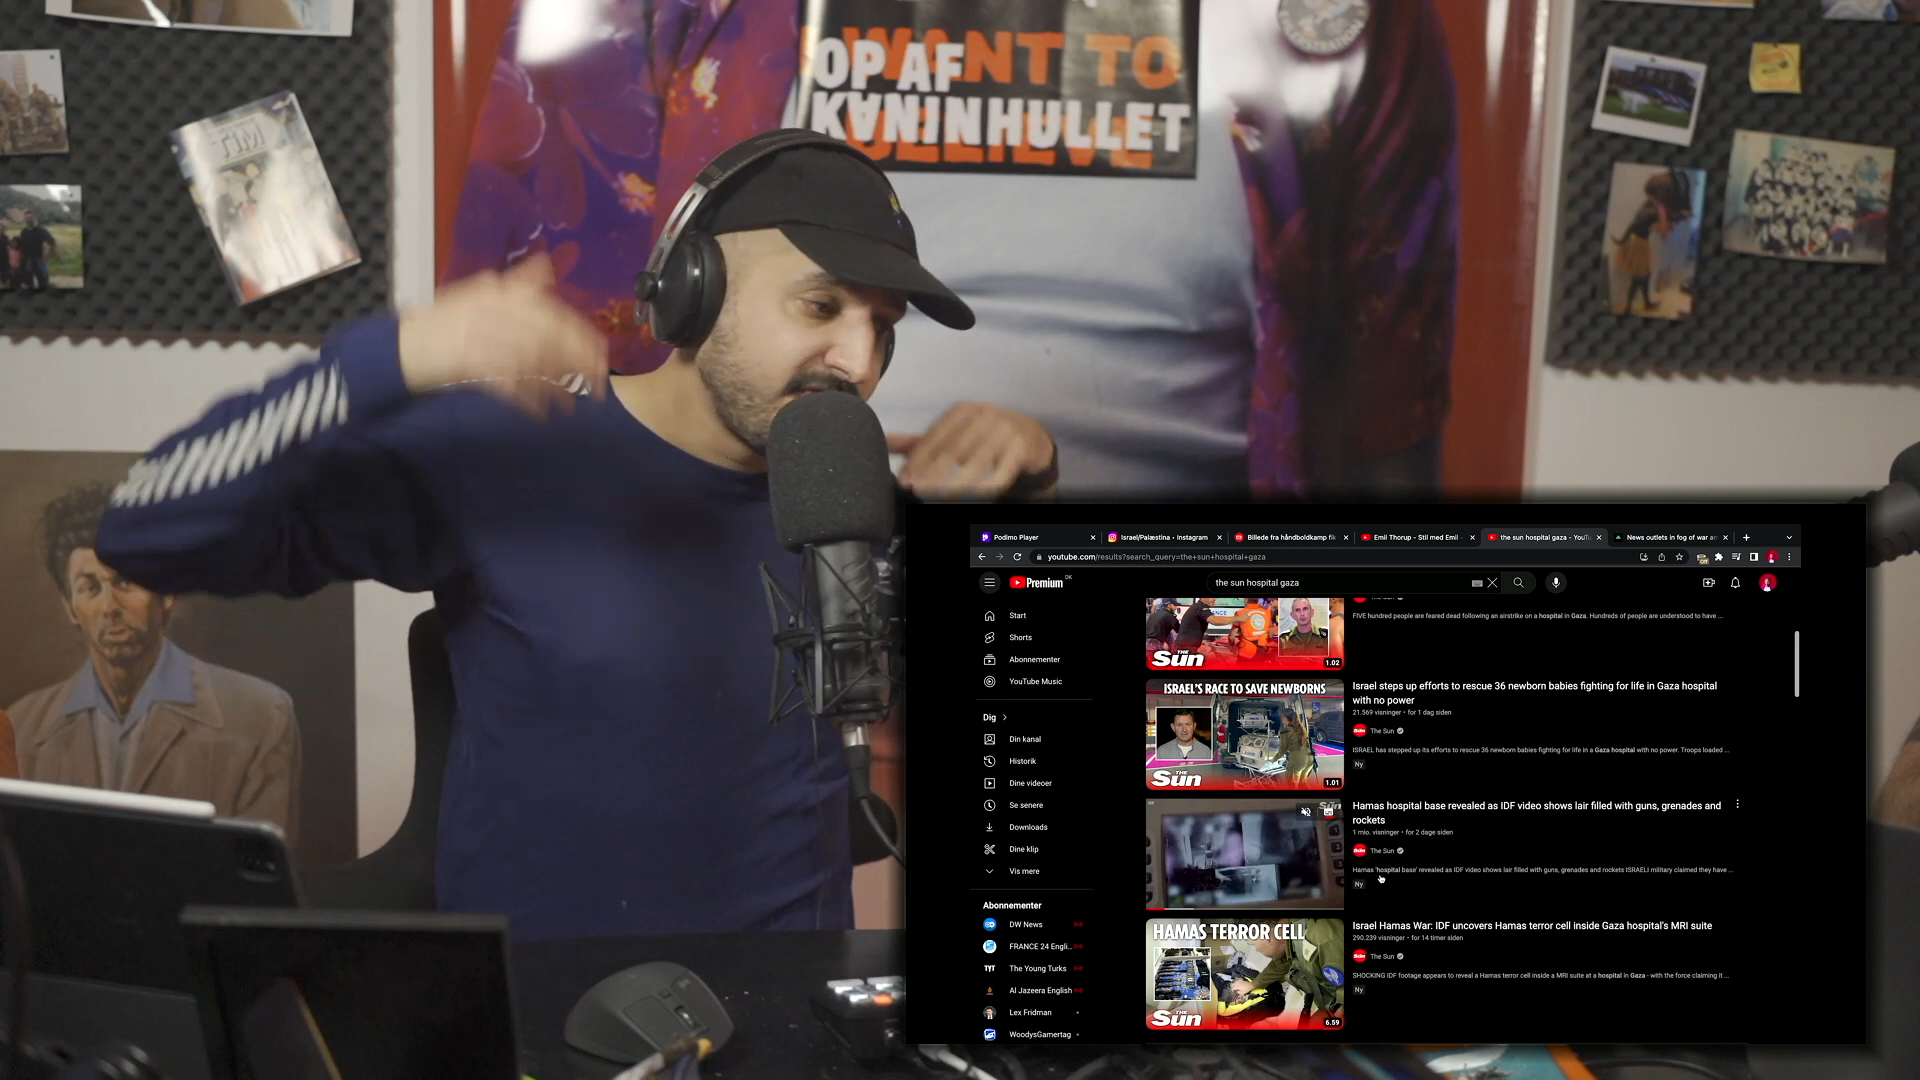 WANT TO
OP AF
KANINHULLET
BELIEVE
Podimo Player
Israel/Palæstina • Instagram
Billede fra håndboldkamp fik
Emil Thorup - Stil med Emil -
the sun hospital gaza - YouTu
News outlets in fog of war an
youtube.com/results?search_query=the+sun+hospital+gaza
Premium
DK
the sun hospital gaza
Start
Shorts
Abonnementer
YouTube Music
Dig
Din kanal
Historik
Dine videoer
Se senere
Downloads
Dine klip
Vis mere
Abonnementer
DW News
FRANCE 24 Engli...
The Young Turks
Al Jazeera English
Lex Fridman
WoodysGamertag
THE Sun
1.02
FIVE hundred people are feared dead following an airstrike on a hospital in Gaza. Hundreds of people are understood to have ...
ISRAEL'S RACE TO SAVE NEWBORNS
THE Sun
1.01
Israel steps up efforts to rescue 36 newborn babies fighting for life in Gaza hospital
with no power
21.569 visninger • for 1 dag siden
The Sun
ISRAEL has stepped up its efforts to rescue 36 newborn babies fighting for life in a Gaza hospital with no power. Troops loaded ...
Ny
Hamas hospital base revealed as IDF video shows lair filled with guns, grenades and
rockets
1 mio. visninger • for 2 dage siden
The Sun
Hamas 'hospital base' revealed as IDF video shows lair filled with guns, grenades and rockets ISRAELI military claimed they have ...
Ny
HAMAS TERROR CELL
THE Sun
6.59
Israel Hamas War: IDF uncovers Hamas terror cell inside Gaza hospital's MRI suite
290.239 visninger • for 14 timer siden
The Sun
SHOCKING IDF footage appears to reveal a Hamas terror cell inside a MRI suite at a hospital in Gaza - with the force claiming it ...
Ny